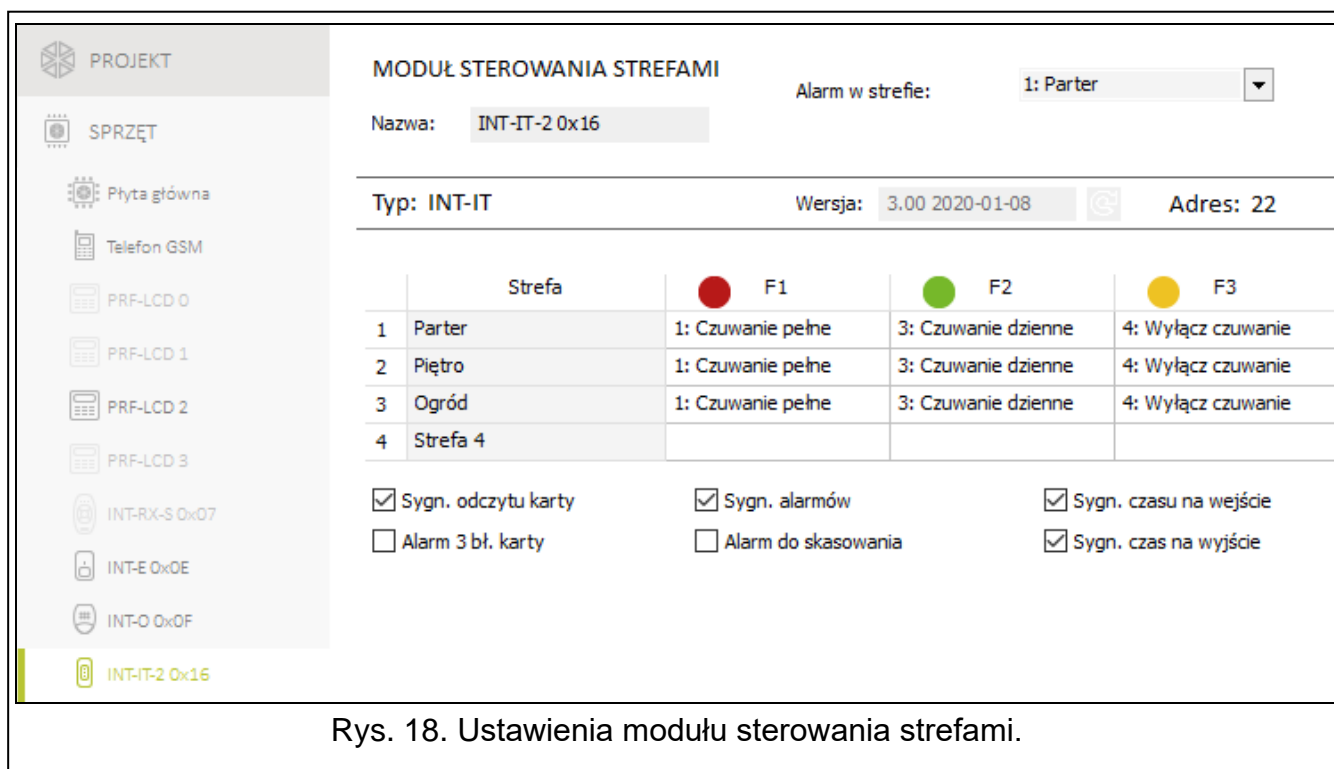 PROJEKT
SPRZĘT
Płyta główna
Telefon GSM
PRF-LCD 0
PRF-LCD 1
PRF-LCD 2
PRF-LCD 3
INT-RX-S 0x07
INT-E 0x0E
INT-O 0x0F
INT-IT-2 0x16
MODUŁ STEROWANIA STREFAMI
Alarm w strefie: 1: Parter
Nazwa: INT-IT-2 0x16
Typ: INT-IT Wersja: 3.00 2020-01-08 Adres: 22
Strefa F1 F2 F3
1 Parter 1: Czuwanie pełne 3: Czuwanie dzienne 4: Wyłącz czuwanie
2 Piętro 1: Czuwanie pełne 3: Czuwanie dzienne 4: Wyłącz czuwanie
3 Ogród 1: Czuwanie pełne 3: Czuwanie dzienne 4: Wyłącz czuwanie
4 Strefa 4
Sygn. odczytu karty Sygn. alarmów Sygn. czasu na wejście
Alarm 3 bł. karty Alarm do skasowania Sygn. czas na wyjście
Rys. 18. Ustawienia modułu sterowania strefami.